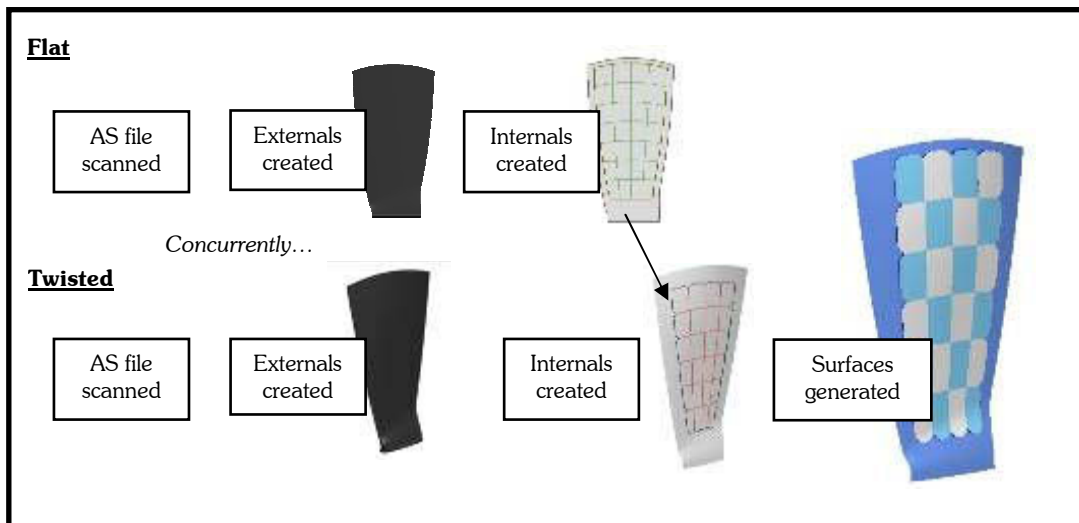 Flat
AS file
scanned
Externals
created
Internals
created
Concurrently…
Twisted
AS file
scanned
Externals
created
Internals
created
Surfaces
generated